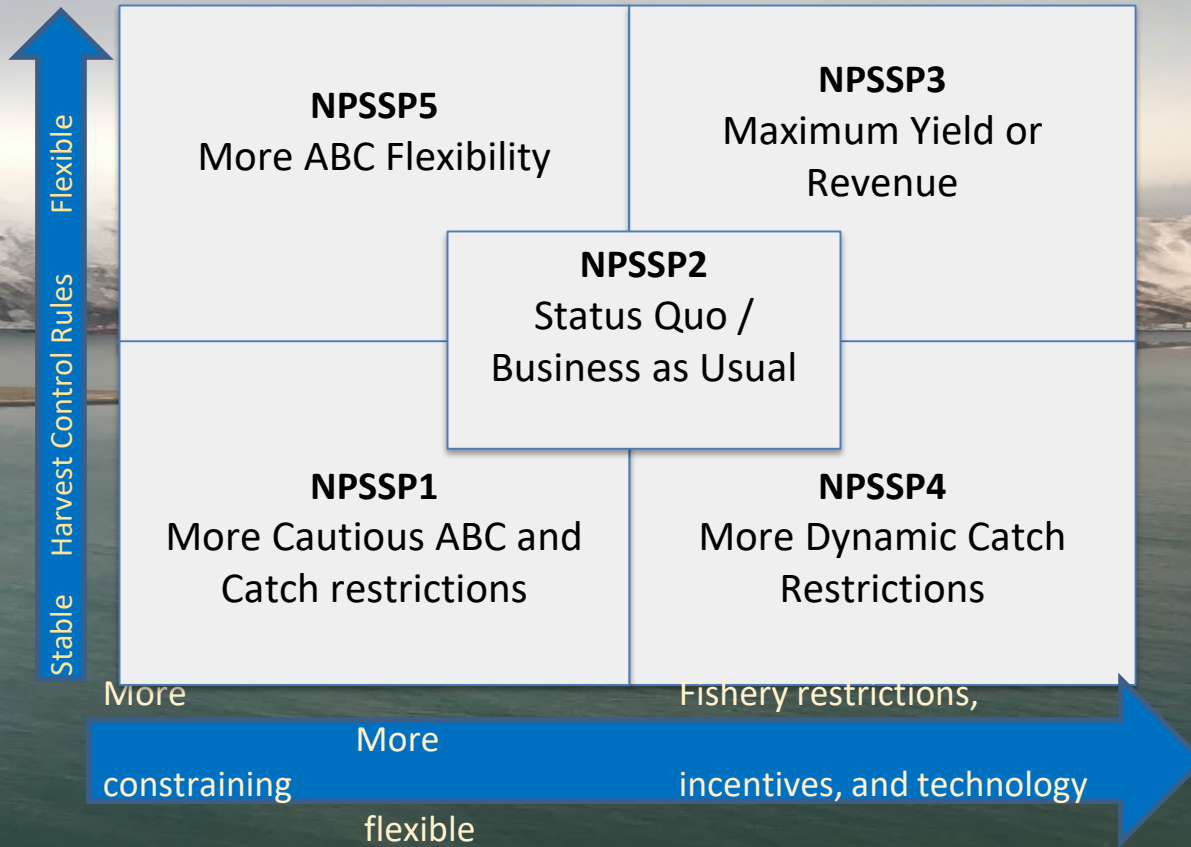 NPSSP5
More ABC Flexibility
NPSSP3
Maximum Yield or
Revenue
NPSSP2
Status Quo /
Business as Usual
NPSSP1
More Cautious ABC and
Catch restrictions
NPSSP4
More Dynamic Catch
Restrictions
Stable Harvest Control Rules Flexible
More Fishery restrictions,
More
constraining incentives, and technology
flexible